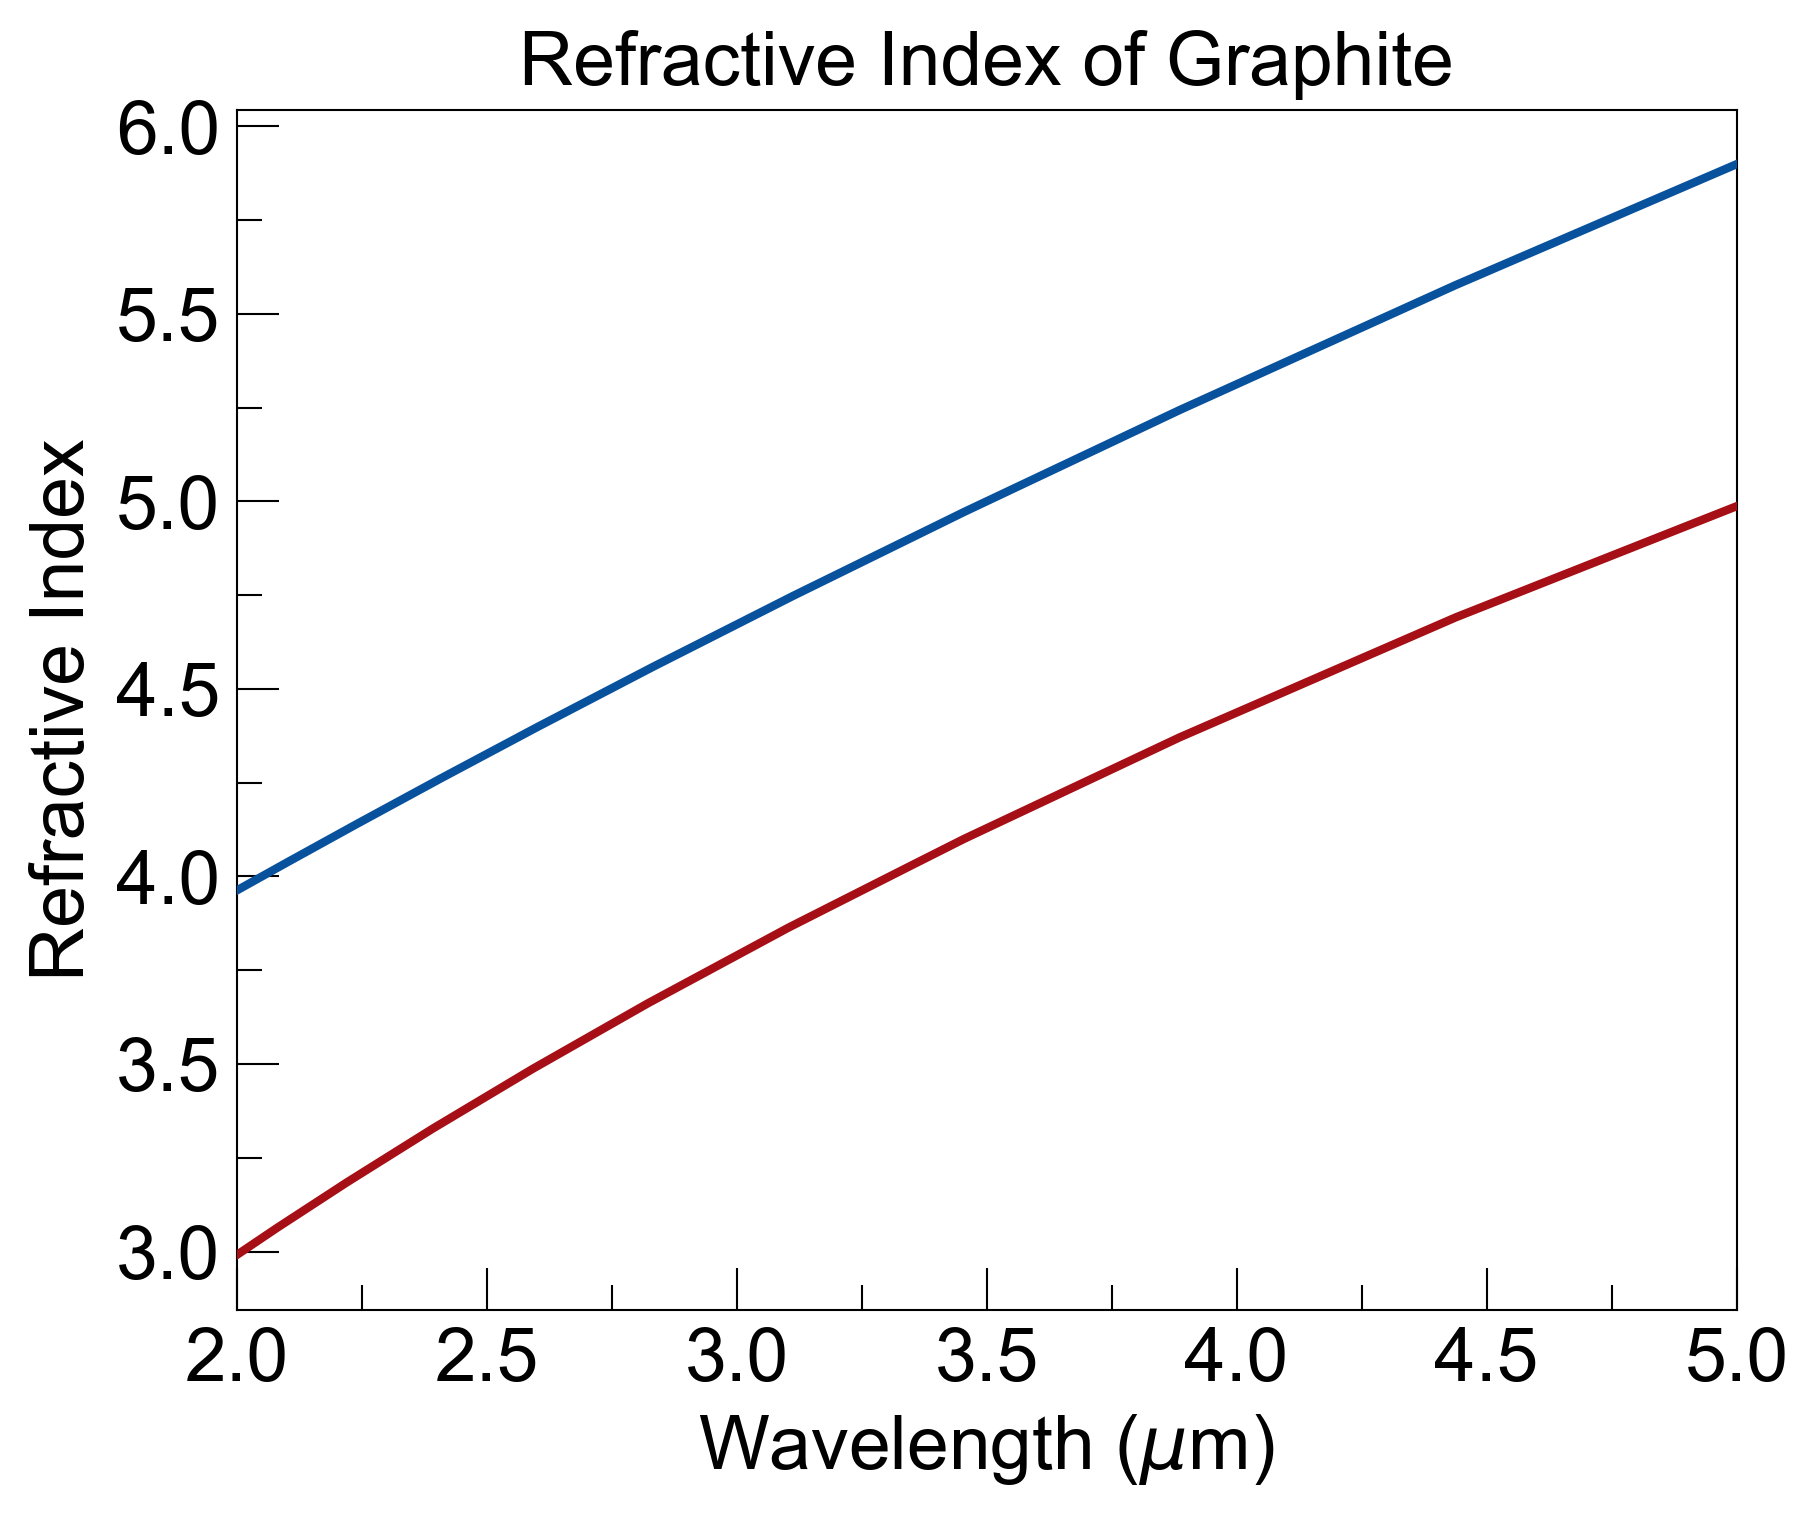 Refractive Index of Graphite
Refractive Index
6.0
5.5
5.0
4.5
4.0
3.5
3.0
2.0 2.5 3.0 3.5 4.0 4.5 5.0
Wavelength (μm)